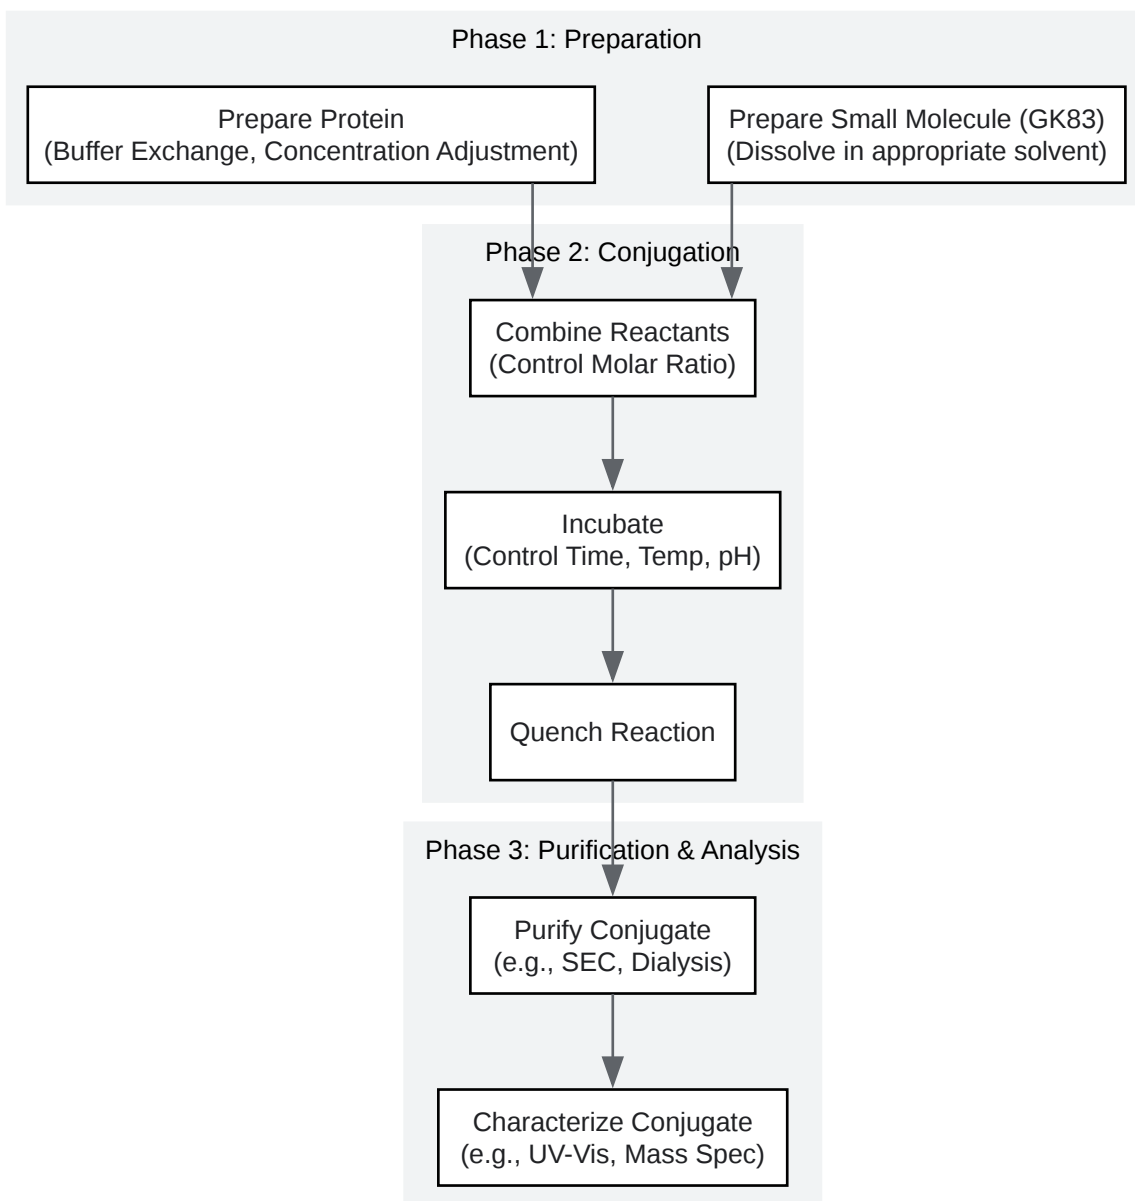 Phase 1: Preparation
Prepare Protein
(Buffer Exchange, Concentration Adjustment)
Prepare Small Molecule (GK83)
(Dissolve in appropriate solvent)
Phase 2: Conjugation
Combine Reactants
(Control Molar Ratio)
Incubate
(Control Time, Temp, pH)
Quench Reaction
Phase 3: Purification & Analysis
Purify Conjugate
(e.g., SEC, Dialysis)
Characterize Conjugate
(e.g., UV-Vis, Mass Spec)